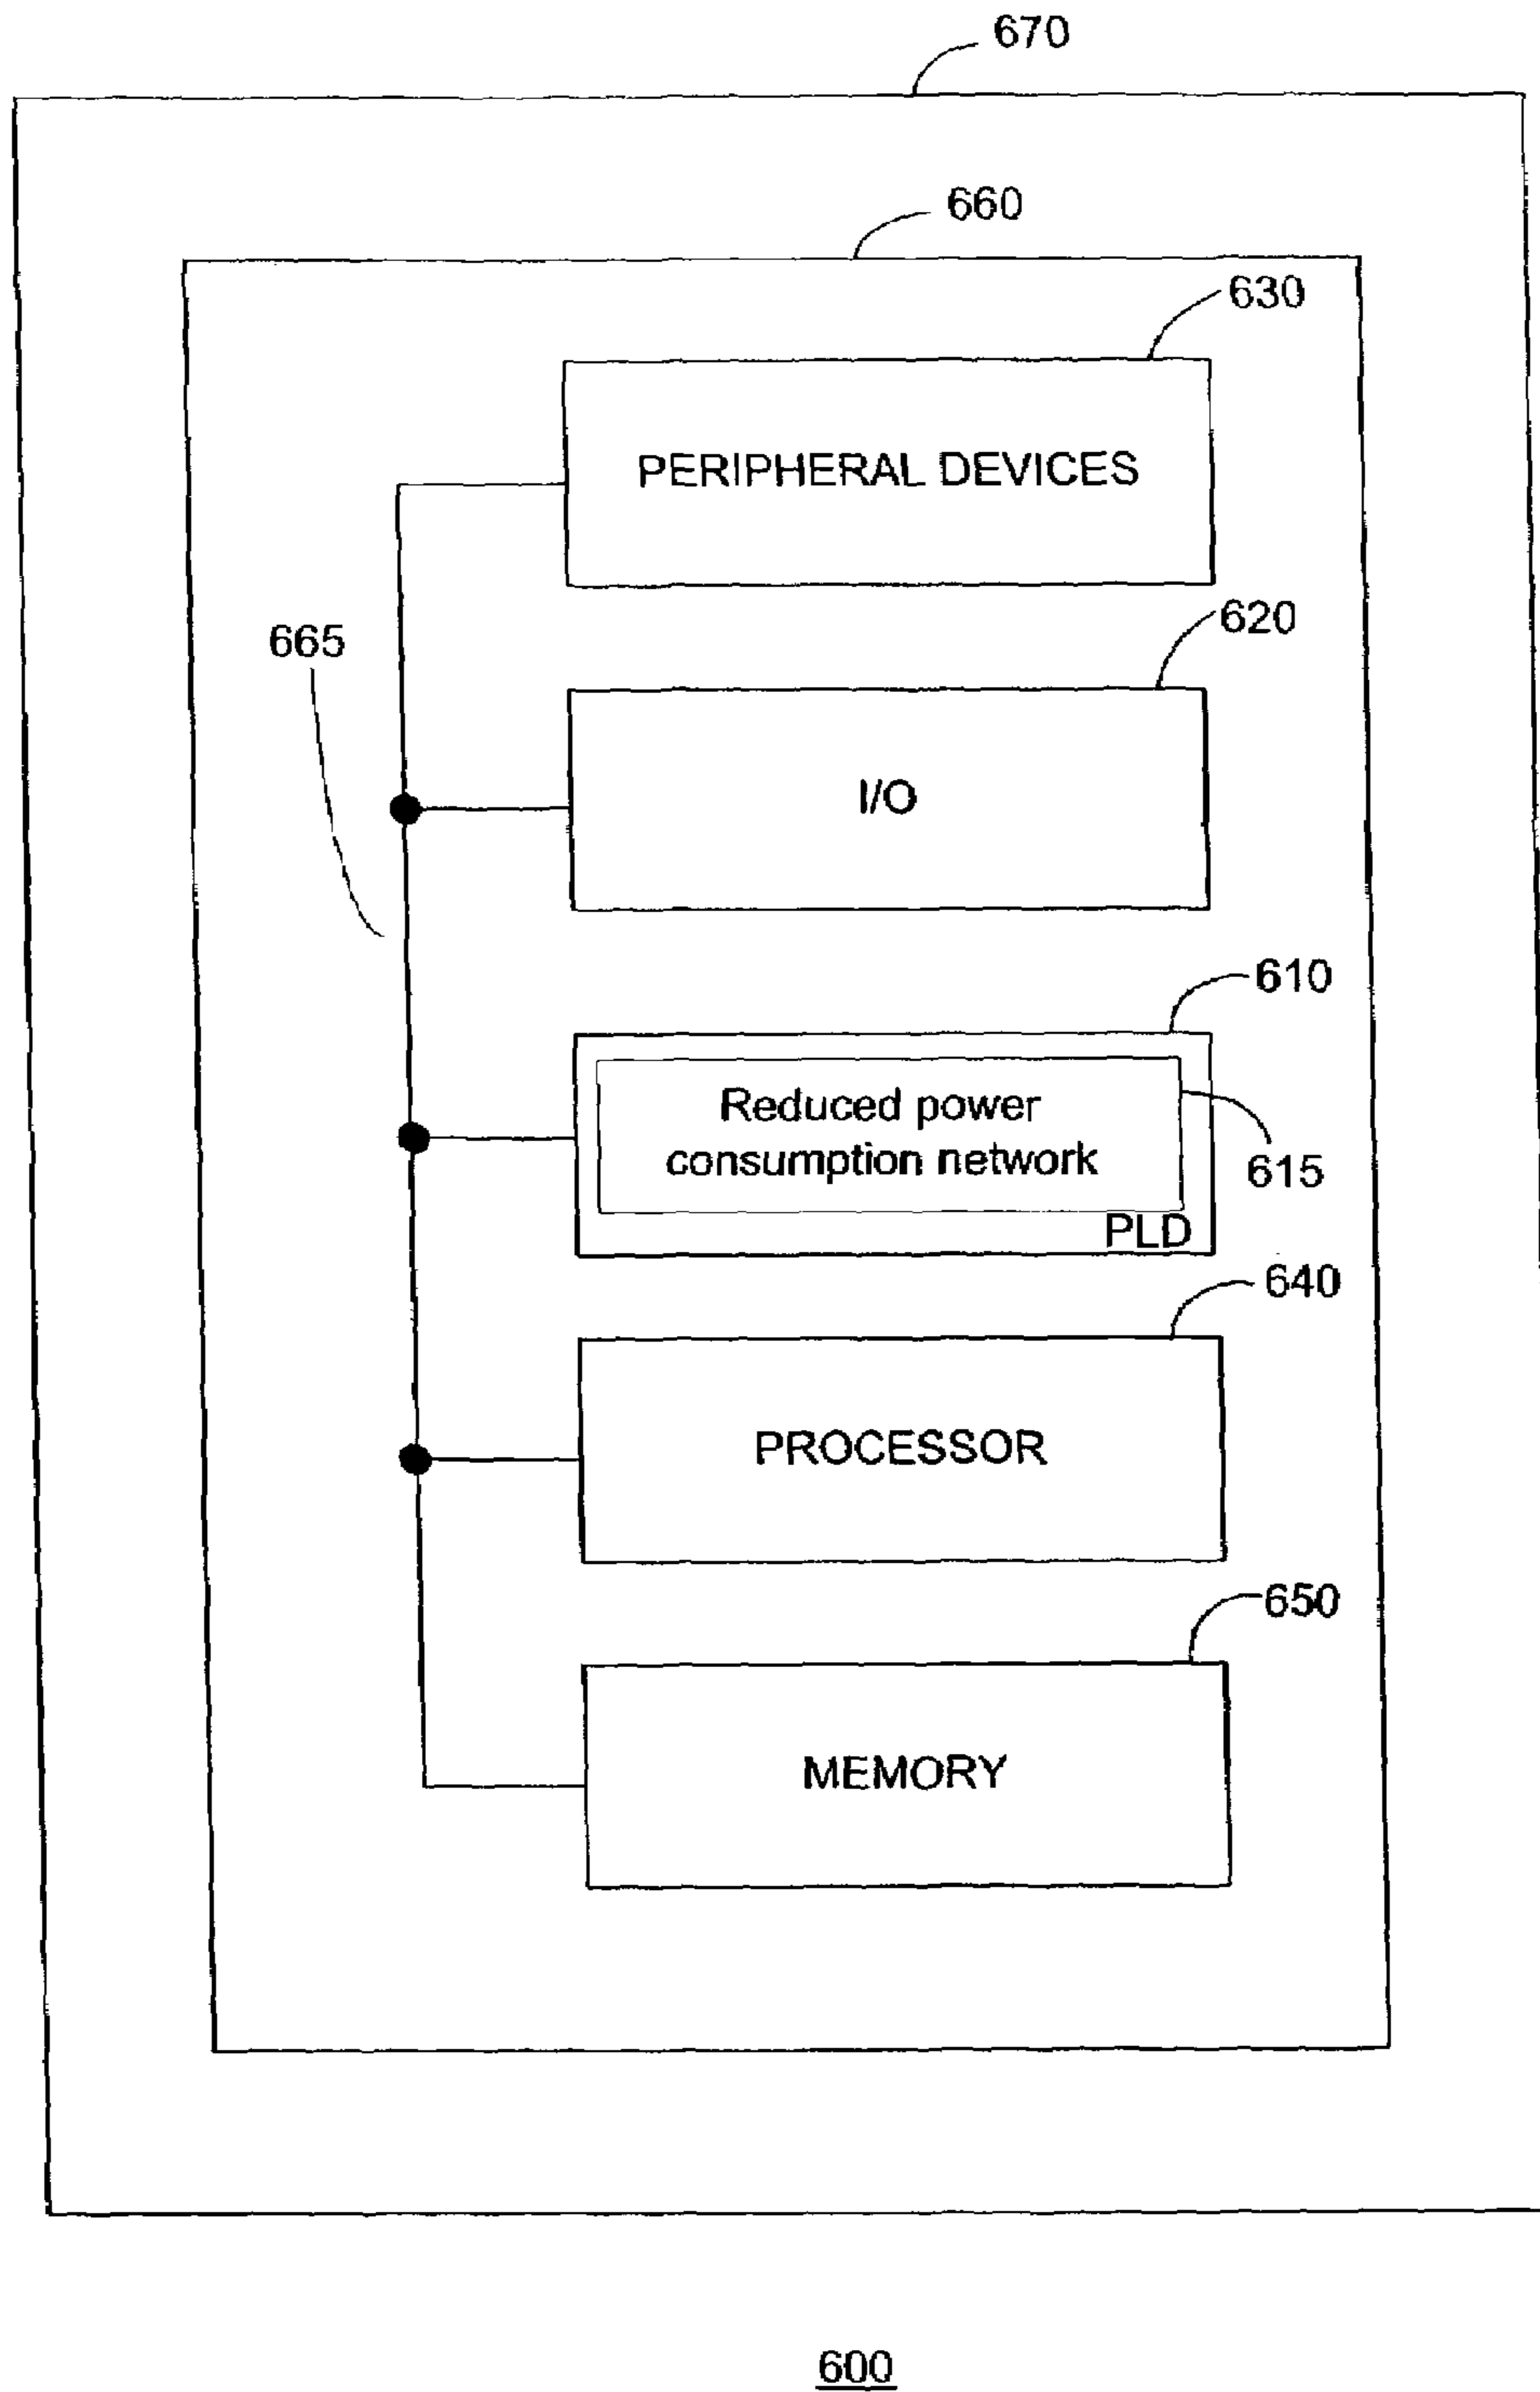 670
660
630
PERIPHERAL DEVICES
665
620
I/O
610
Reduced power
consumption network
615
PLD
640
PROCESSOR
650
MEMORY
600